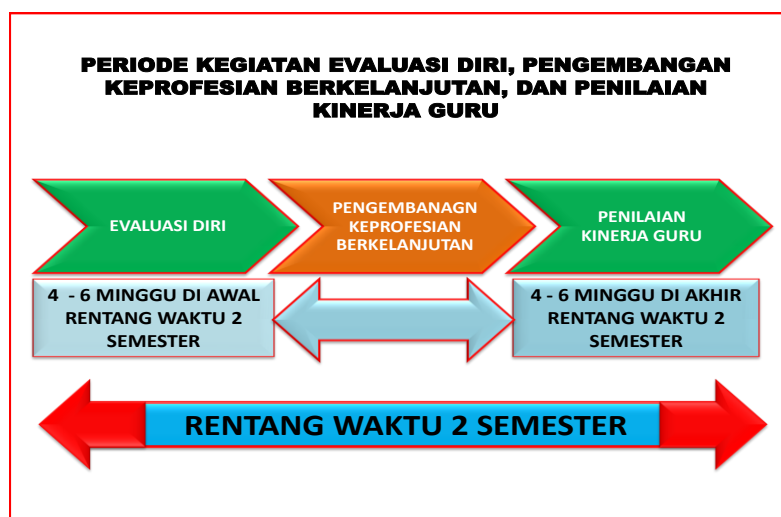 PERIODE KEGIATAN EVALUASI DIRI, PENGEMBANGAN
KEPROFESIAN BERKELANJUTAN, DAN PENILAIAN
KINERJA GURU
EVALUASI DIRI
PENGEMBANAGN
KEPROFESIAN
BERKELANJUTAN
PENILAIAN
KINERJA GURU
4 - 6 MINGGU DI AWAL
RENTANG WAKTU 2
SEMESTER
4 - 6 MINGGU DI AKHIR
RENTANG WAKTU 2
SEMESTER
RENTANG WAKTU 2 SEMESTER